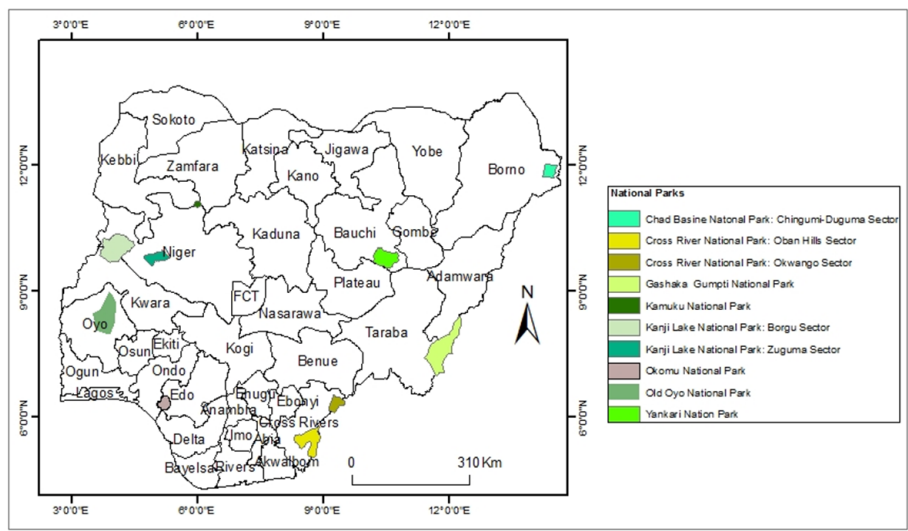 3°0'0"E 6°0'0"E 9°0'0"E 12°0'0"E
Sokoto
Kebbi
Zamfara
Katsina
Jigawa
Kano
Yobe
Borno
12°0'0"N 12°0'0"N
National Parks
Chad Basine Natonal Park: Chingumi-Duguma Sector
Cross River National Park: Oban Hills Sector
Cross River National Park: Okwango Sector
Gashaka Gumpti National Park
Kamuku National Park
Kanji Lake National Park: Borgu Sector
Kanji Lake National Park: Zuguma Sector
Okomu National Park
Old Oyo National Park
Yankari Nation Park
Kaduna
Bauchi
Gombe
Niger
Adamwara
Plateau
9°0'0"N 9°0'0"N
FCT
Kwara
Nasarawa
N
Oyo
Taraba
Osun
Ekiti
Kogi
Benue
Ogun
Ondo
Lagos
Edo
Enugu
Ebonyi
Anambra
6°0'0"N 6°0'0"N
Cross Rivers
Delta
Imo
Abia
Bayelsa
Rivers
Akwaibom
0 310 Km
3°0'0"E 6°0'0"E 9°0'0"E 12°0'0"E